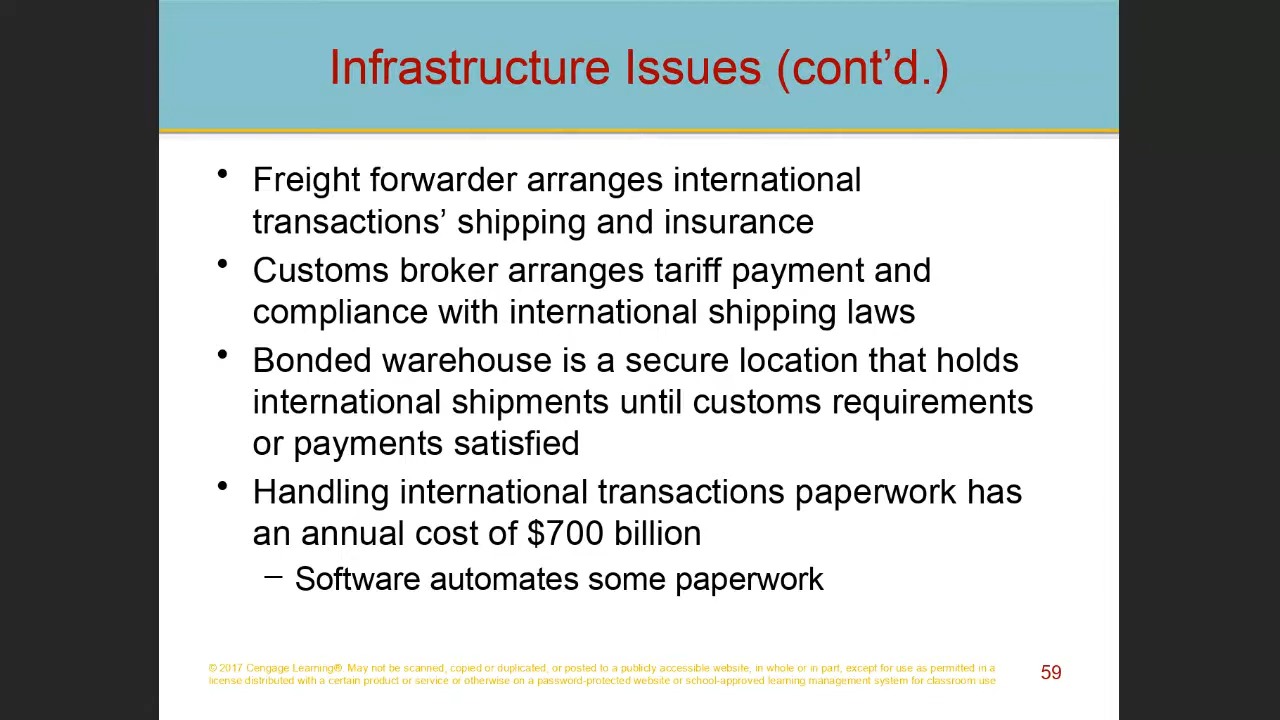 Infrastructure Issues (cont’d.)
• Freight forwarder arranges international
transactions’ shipping and insurance
• Customs broker arranges tariff payment and
compliance with international shipping laws
• Bonded warehouse is a secure location that holds
international shipments until customs requirements
or payments satisfied
• Handling international transactions paperwork has
an annual cost of $700 billion
– Software automates some paperwork
© 2017 Cengage Learning®. May not be scanned, copied or duplicated, or posted to a publicly accessible website, in whole or in part, except for use as permitted in a
license distributed with a certain product or service or otherwise on a password-protected website or school-approved learning management system for classroom use
59